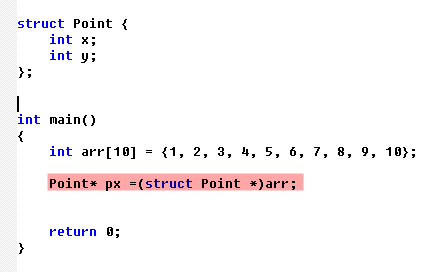 struct Point {
    int x;
    int y;
};
int main()
{
    int arr[10] = {1, 2, 3, 4, 5, 6, 7, 8, 9, 10};
    Point* px =(struct Point *)arr;
    return 0;
}